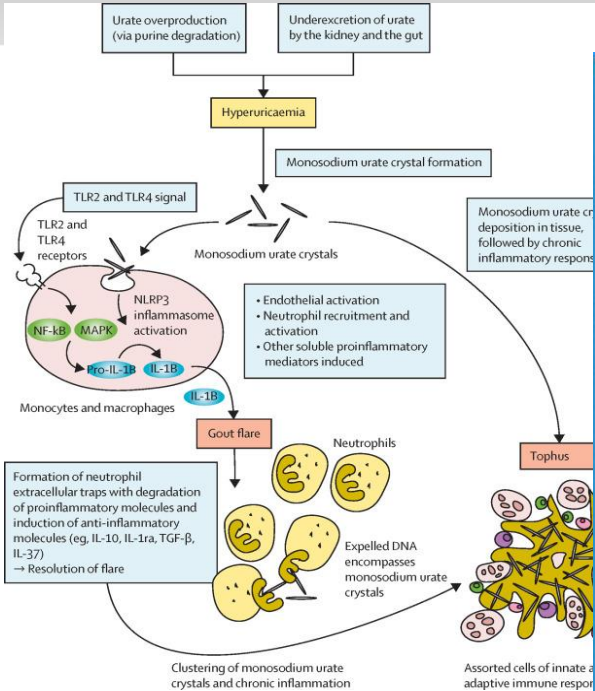 Urate overproduction
(via purine degradation)
Underexcretion of urate
by the kidney and the gut
Hyperuricaemia
Monosodium urate crystal formation
TLR2 and TLR4 signal
TLR2 and
TLR4
receptors
Monosodium urate crystals
Monosodium urate
deposition in tissue,
followed by chronic
inflammatory
NLRP3
inflammasome
activation
NF-kB
MAPK
Pro-IL-1B
IL-1B
• Endothelial activation
• Neutrophil recruitment and
activation
• Other soluble proinflammatory
mediators induced
Monocytes and macrophages
IL-1B
Gout flare
Neutrophils
Tophus
Formation of neutrophil
extracellular traps with degradation
of proinflammatory molecules and
induction of anti-inflammatory
molecules (eg, IL-10, IL-1ra, TGF-β,
IL-37)
→ Resolution of flare
Expelled DNA
encompasses
monosodium urate
crystals
Clustering of monosodium urate
crystals and chronic inflammation
Assorted cells of innate
adaptive immune